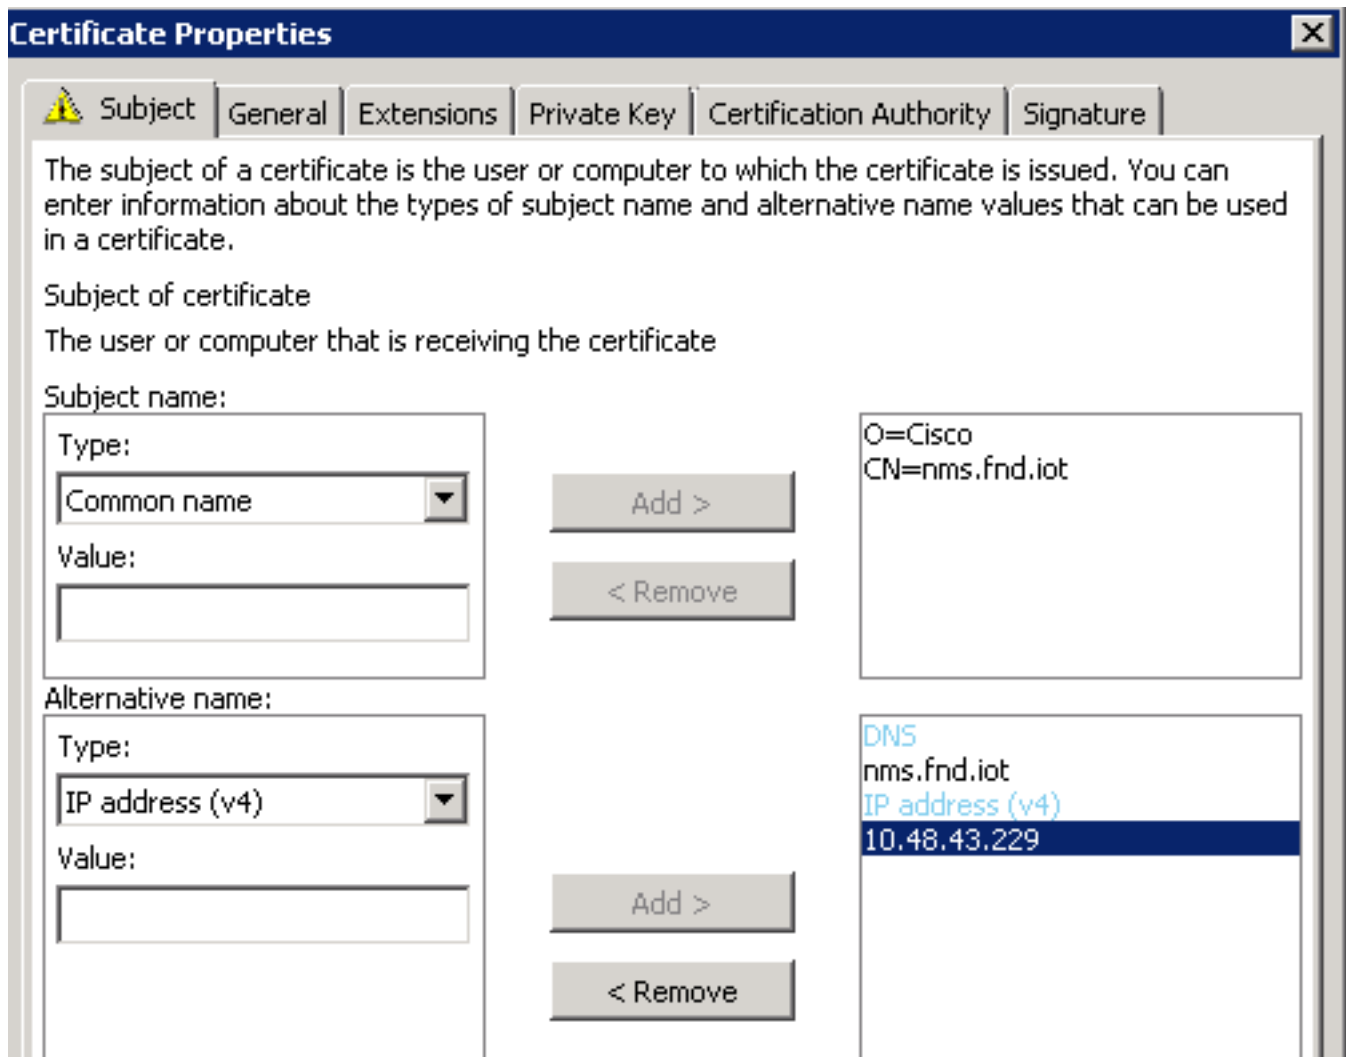 Certificate Properties
Subject
General
Extensions
Private Key
Certification Authority
Signature
The subject of a certificate is the user or computer to which the certificate is issued. You can
enter information about the types of subject name and alternative name values that can be used
in a certificate.
Subject of certificate
The user or computer that is receiving the certificate
Subject name:
Type:
Common name
Value:
Add >
< Remove
O=Cisco
CN=nms.fnd.iot
Alternative name:
Type:
IP address (v4)
Value:
Add >
< Remove
DNS
nms.fnd.iot
IP address (v4)
10.48.43.229